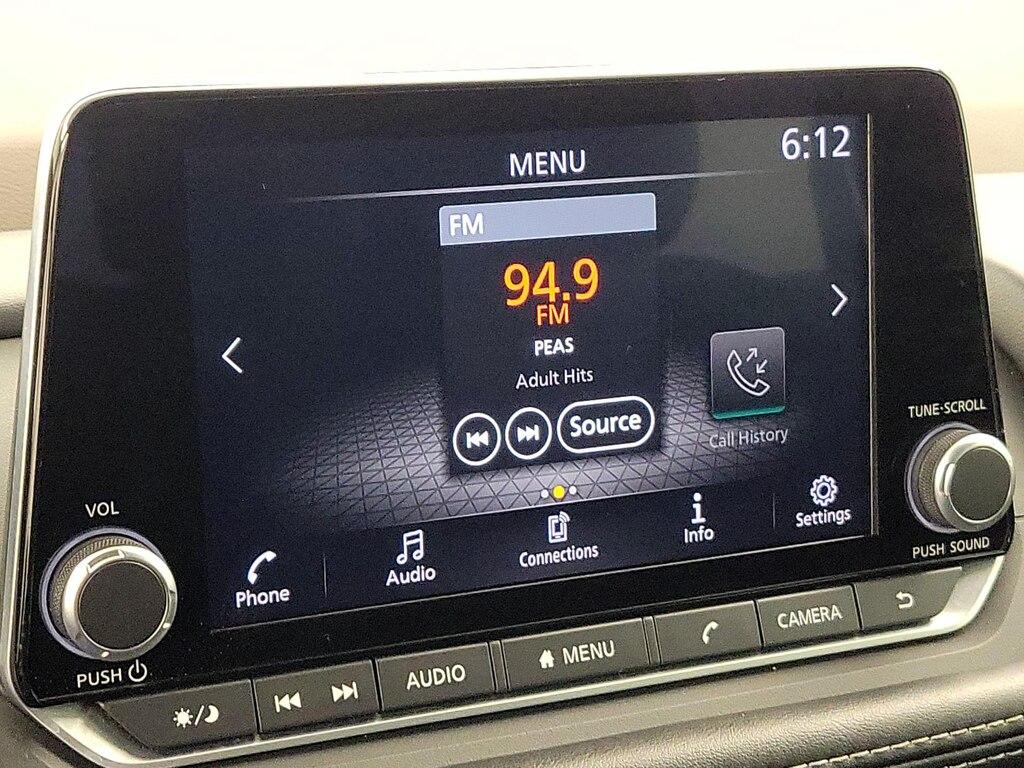 MENU
6:12
FM
94.9
FM
PEAS
Adult Hits
Source
Call History
Phone
Audio
Connections
Info
Settings
VOL
PUSH
TUNE·SCROLL
PUSH SOUND
AUDIO
MENU
CAMERA